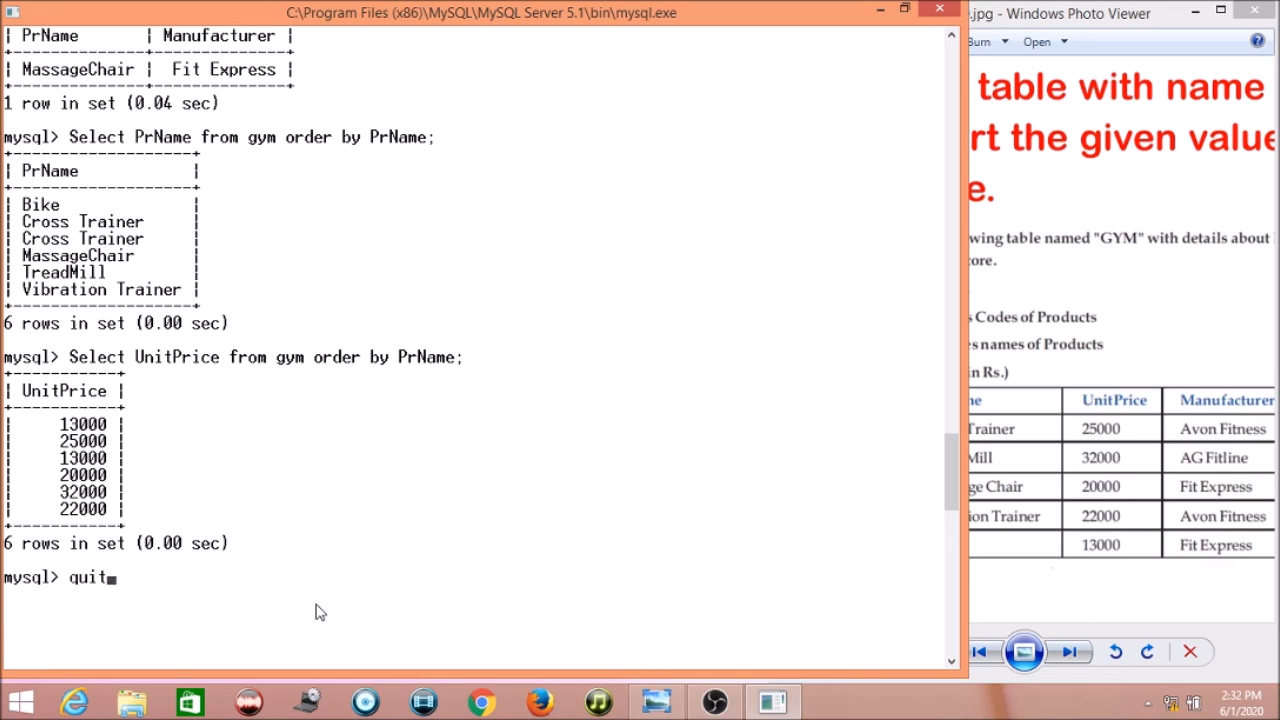 C:\Program Files (x86)\MySQL\MySQL Server 5.1\bin\mysql.exe
| PrName | Manufacturer |
| MassageChair | Fit Express |
1 row in set (0.04 sec)
mysql> Select PrName from gym order by PrName;
| PrName |
| Bike |
| Cross Trainer |
| Cross Trainer |
| MassageChair |
| TreadMill |
| Vibration Trainer |
6 rows in set (0.00 sec)
mysql> Select UnitPrice from gym order by PrName;
| UnitPrice |
| 13000 |
| 25000 |
| 13000 |
| 20000 |
| 32000 |
| 22000 |
6 rows in set (0.00 sec)
mysql> quit
.jpg - Windows Photo Viewer
Burn Open
table with name
rt the given value
e.
wing table named "GYM" with details about
ore.
s Codes of Products
s names of Products
in Rs.)
me UnitPrice Manufacturer
Trainer 25000 Avon Fitness
Mill 32000 AG Fitline
ge Chair 20000 Fit Express
ion Trainer 22000 Avon Fitness
13000 Fit Express
2:32 PM
6/1/2020